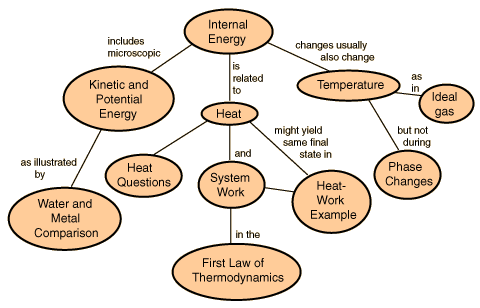 Internal
Energy
includes
microscopic
changes usually
also change
is
related
to
Kinetic and
Potential
Energy
Temperature
as
in
Ideal
gas
Heat
might yield
same final
state in
but not
during
as illustrated
by
Heat
Questions
and
System
Work
Heat-
Work
Example
Phase
Changes
Water and
Metal
Comparison
in the
First Law of
Thermodynamics